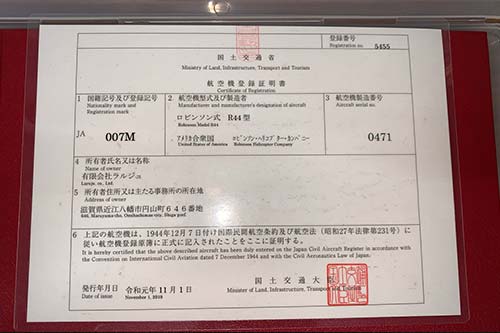 登録番号
Registration no. 5455
国土交通省
Ministry of Land, Infrastructure, Transport and Tourism
航空機登録証明書
Certificate of Registration
1 国籍記号及び登録記号
Nationality mark and
Registration mark
JA 007M
2 航空機型式及び製造者
Manufacturer and manufacturer's designation of aircraft
ロビンソン式 R44型
Robinson Model R44
アメリカ合衆国 ロビンソン・ヘリコプター・カンパニー
United States of America Robinson Helicopter Company
3 航空機製造番号
Aircraft serial no.
0471
4 所有者氏名又は名称
Name of owner
有限会社ラルジュ
co., Ltd.
5 所有者住所又は主たる事務所の所在地
Address of owner
滋賀県近江八幡市円山町646番地
646, Maruyama-cho, Omihachiman-city, Shiga pref.
6 上記の航空機は、1944年12月7日付け国際民間航空条約及び航空法(昭和27年法律第231号)に
従い航空機登録原簿に正式に記入されたことをここに証明する。
It is hereby certified that the above described aircraft has been duly entered on the Japan Civil Aircraft Register in accordance with
the Convention on International Civil Aviation dated 7 December 1944 and with the Civil Aeronautics Law of Japan.
国土交通大
発行年月日 令和元年11月1日
Date of issue November 1, 2019
Minister of Land, Infrastructure, Transport and Tourism